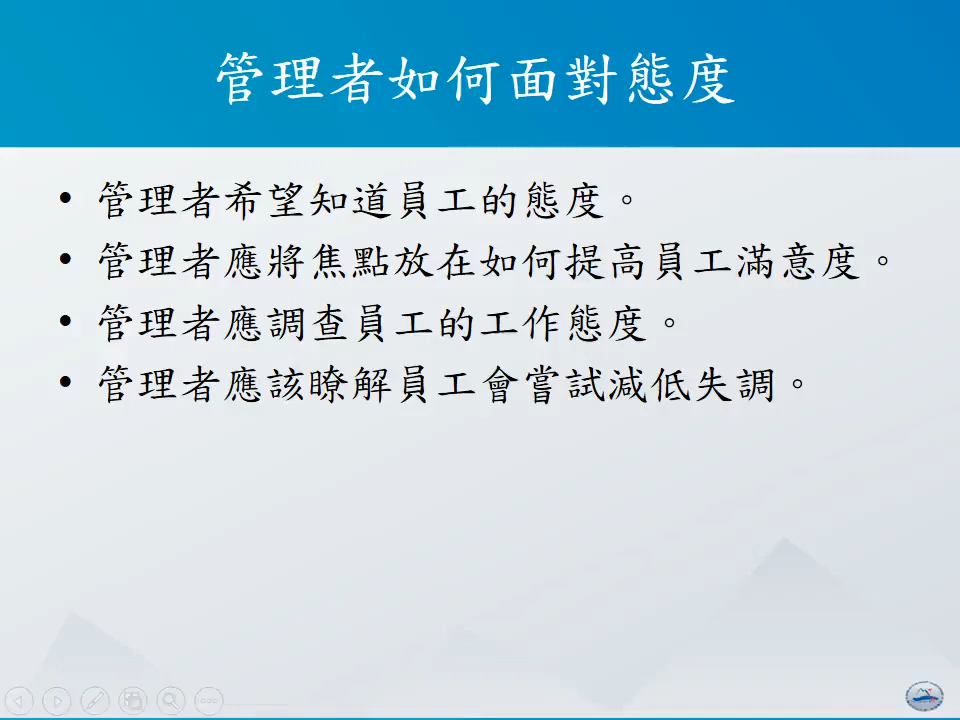 管理者如何面對態度
• 管理者希望知道員工的態度。
• 管理者應將焦點放在如何提高員工滿意度。
• 管理者應調查員工的工作態度。
• 管理者應該瞭解員工會嘗試減低失調。